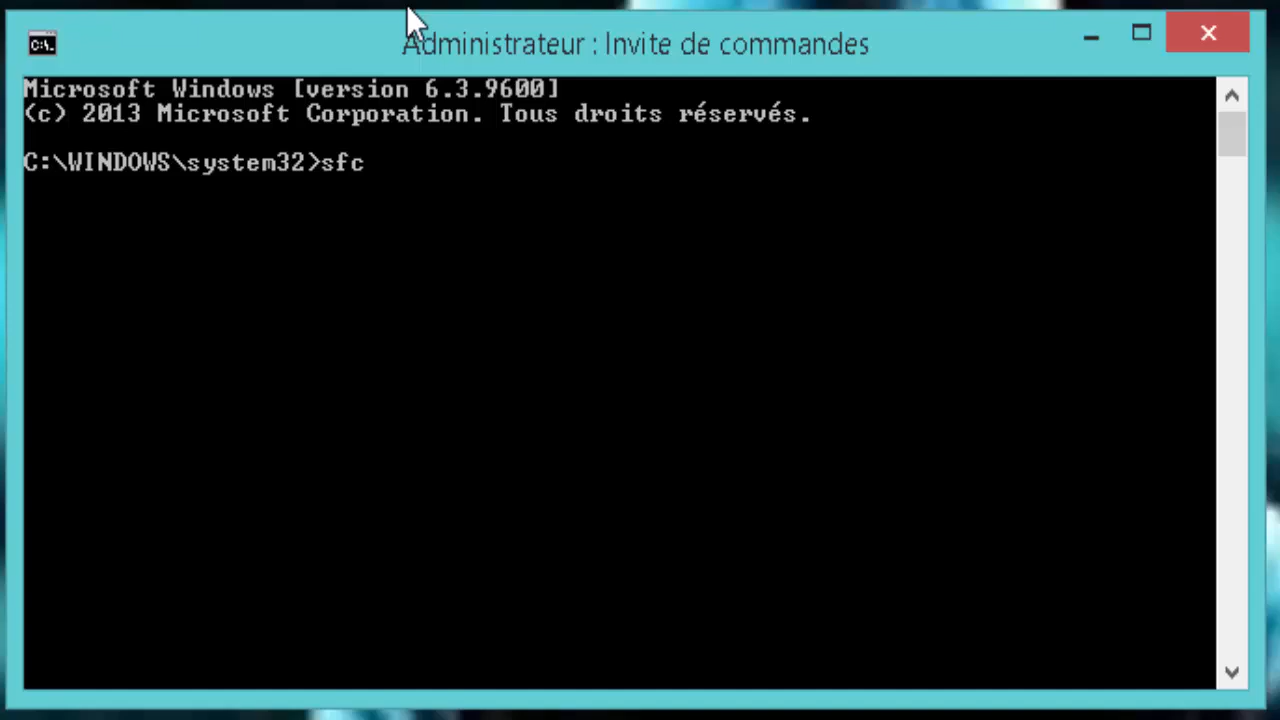 Administrateur : Invite de commandes
Microsoft Windows [version 6.3.9600]
(c) 2013 Microsoft Corporation. Tous droits réservés.
C:\WINDOWS\system32>sfc